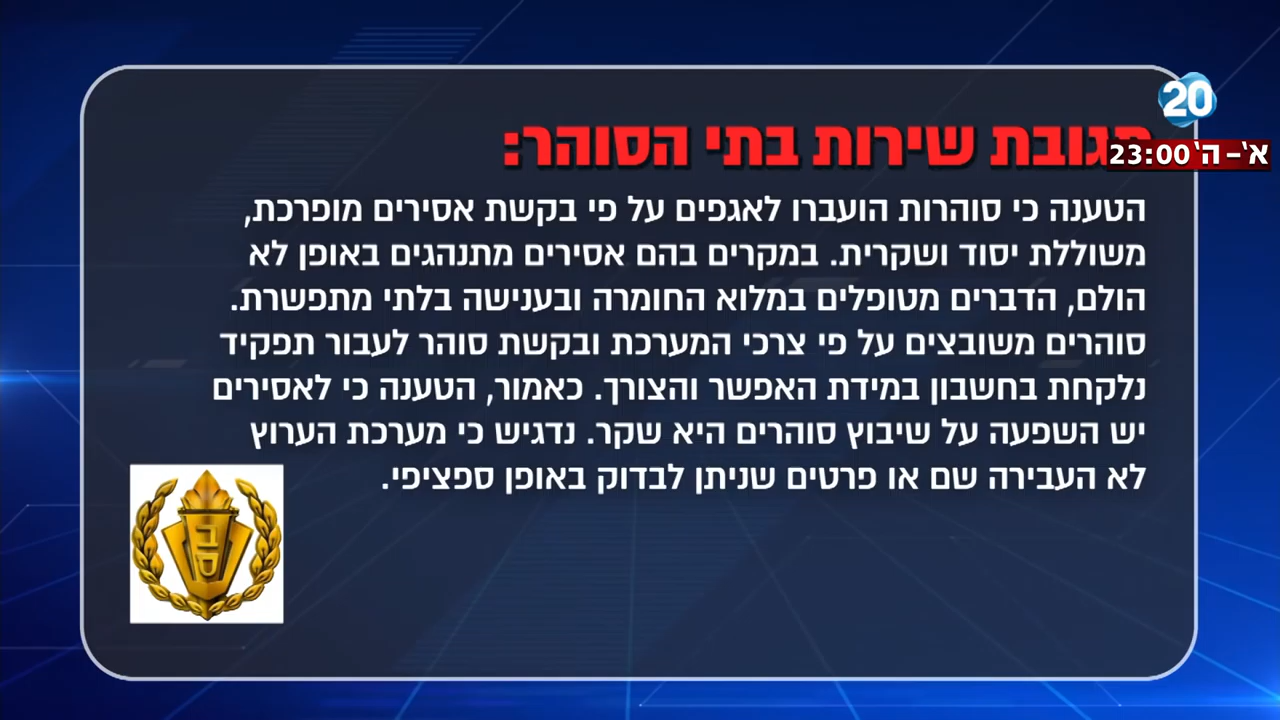 20
א'-ה' 23:00
תגובת שירות בתי הסוהר:
הטענה כי סוהרות הועברו לאגפים על פי בקשת אסירים מופרכת,
משוללת יסוד ושקרית. במקרים בהם אסירים מתנהגים באופן לא
הולם, הדברים מטופלים במלוא החומרה ובענישה בלתי מתפשרת.
סוהרים משובצים על פי צרכי המערכת ובקשת סוהר לעבור תפקיד
נלקחת בחשבון במידת האפשר והצורך. כאמור, הטענה כי לאסירים
יש השפעה על שיבוץ סוהרים היא שקר. נדגיש כי מערכת הערוץ
לא העבירה שם או פרטים שניתן לבדוק באופן ספציפי.